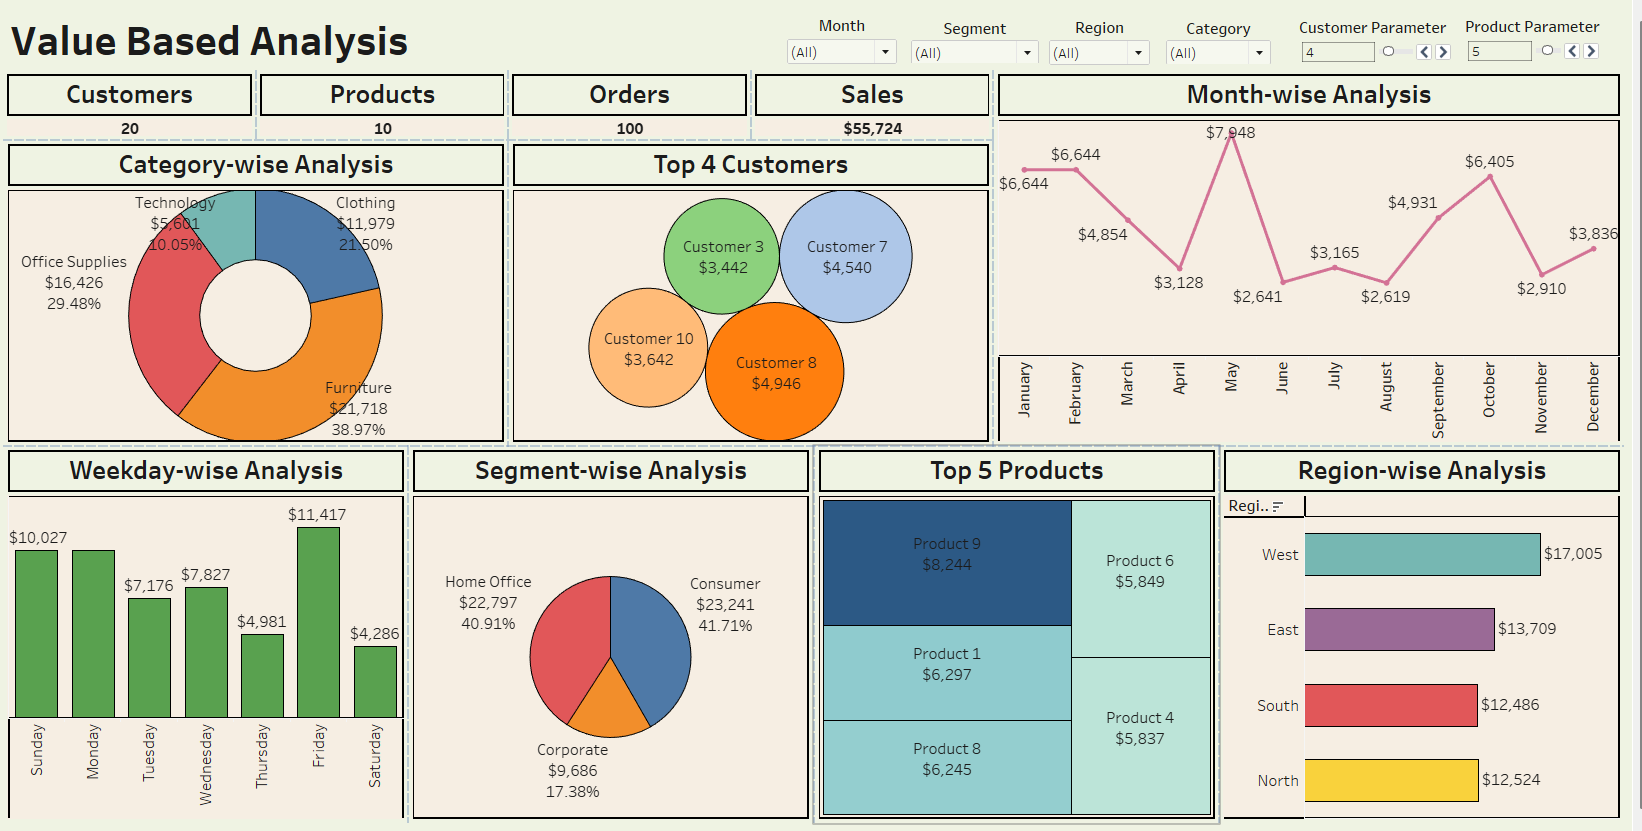 Value Based Analysis
Month
(All)
Segment
(All)
Region
(All)
Category
(All)
Customer Parameter
4
Product Parameter
5
Customers
20
Products
10
Orders
100
Sales
$55,724
Category-wise Analysis
Technology
$5,601
10.05%
Clothing
$11,979
21.50%
Office Supplies
$16,426
29.48%
Furniture
$21,718
38.97%
Top 4 Customers
Customer 3
$3,442
Customer 7
$4,540
Customer 10
$3,642
Customer 8
$4,946
Month-wise Analysis
$6,644
$6,644
$4,854
$3,128
$7,948
$2,641
$3,165
$2,619
$4,931
$6,405
$2,910
$3,836
January
February
March
April
May
June
July
August
September
October
November
December
Weekday-wise Analysis
$10,027
$7,176
$7,827
$4,981
$11,417
$4,286
Sunday
Monday
Tuesday
Wednesday
Thursday
Friday
Saturday
Segment-wise Analysis
Home Office
$22,797
40.91%
Consumer
$23,241
41.71%
Corporate
$9,686
17.38%
Top 5 Products
Product 9
$8,244
Product 1
$6,297
Product 8
$6,245
Product 6
$5,849
Product 4
$5,837
Region-wise Analysis
Regi..
West
$17,005
East
$13,709
South
$12,486
North
$12,524